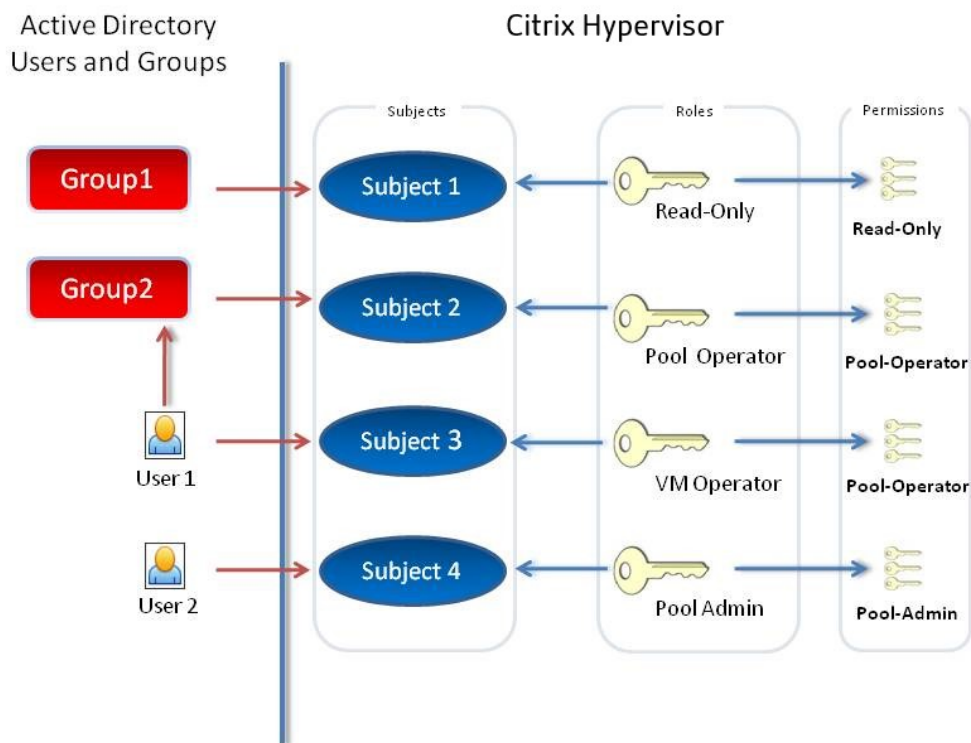 Active Directory
Users and Groups
Citrix Hypervisor
Subjects
Roles
Permissions
Group1
Subject 1
Read-Only
Read-Only
Group2
Subject 2
Pool Operator
Pool-Operator
User 1
Subject 3
VM Operator
Pool-Operator
User 2
Subject 4
Pool Admin
Pool-Admin